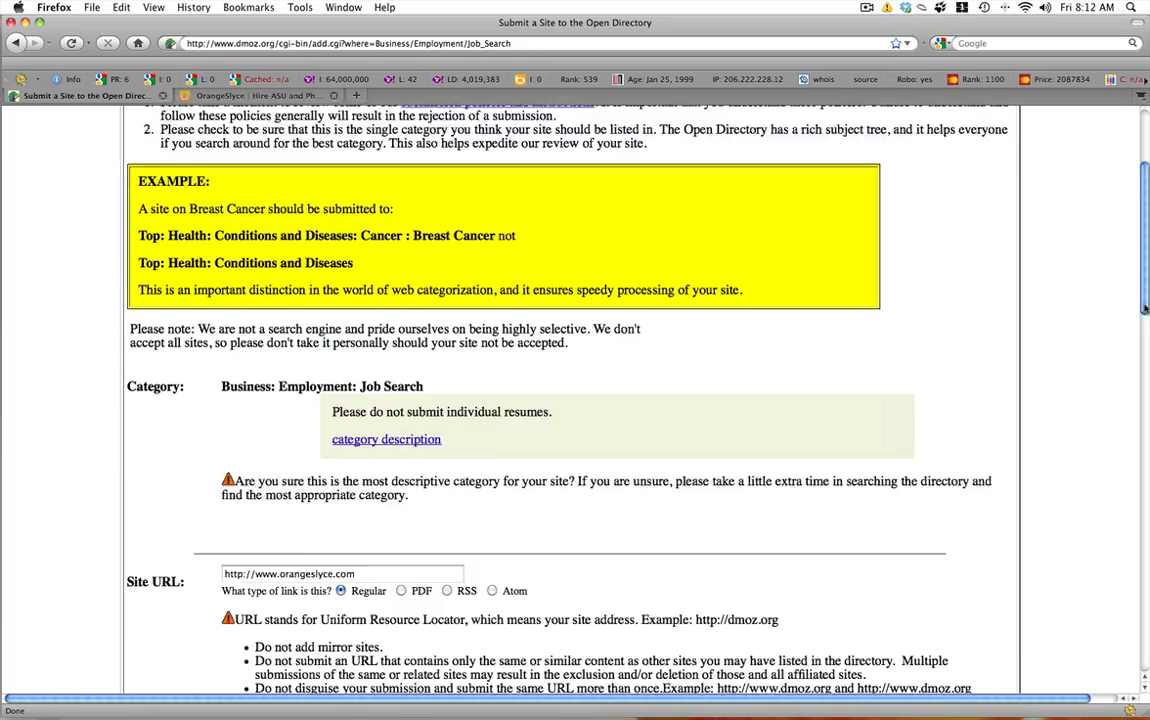 Firefox File Edit View History Bookmarks Tools Window Help Fri 8:12 AM
Submit a Site to the Open Directory
http://www.dmoz.org/cgi-bin/add.cgi?where=Business/Employment/Job_Search Google
Info PR: 6 I: 0 L: 0 Cached: n/a I: 64,000,000 L: 42 LD: 4,019,383 I: 0 Rank: 539 Age: Jan 25, 1999 IP: 206.222.228.12 whois source Robo: yes Rank: 1100 Price: 2087834 C: n/a
Submit a Site to the Open Direc... OrangeSlyce | Hire ASU and Ph...
follow these policies generally will result in the rejection of a submission.
2. Please check to be sure that this is the single category you think your site should be listed in. The Open Directory has a rich subject tree, and it helps everyone
if you search around for the best category. This also helps expedite our review of your site.
EXAMPLE:
A site on Breast Cancer should be submitted to:
Top: Health: Conditions and Diseases: Cancer : Breast Cancer not
Top: Health: Conditions and Diseases
This is an important distinction in the world of web categorization, and it ensures speedy processing of your site.
Please note: We are not a search engine and pride ourselves on being highly selective. We don't
accept all sites, so please don't take it personally should your site not be accepted.
Category: Business: Employment: Job Search
Please do not submit individual resumes.
category description
Are you sure this is the most descriptive category for your site? If you are unsure, please take a little extra time in searching the directory and
find the most appropriate category.
Site URL: http://www.orangeslyce.com
What type of link is this? Regular PDF RSS Atom
URL stands for Uniform Resource Locator, which means your site address. Example: http://dmoz.org
• Do not add mirror sites.
• Do not submit an URL that contains only the same or similar content as other sites you may have listed in the directory. Multiple
submissions of the same or related sites may result in the exclusion and/or deletion of those and all affiliated sites.
• Do not disguise your submission and submit the same URL more than once.Example: http://www.dmoz.org and http://www.dmoz.org
Done